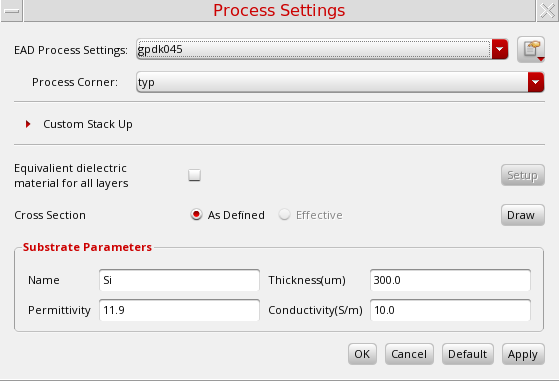 Process Settings
EAD Process Settings: gpdk045
Process Corner: typ
Custom Stack Up
Equivalient dielectric
material for all layers
Setup
Cross Section As Defined Effective Draw
Substrate Parameters
Name Si Thickness(um) 300.0
Permittivity 11.9 Conductivity(S/m) 10.0
OK Cancel Default Apply